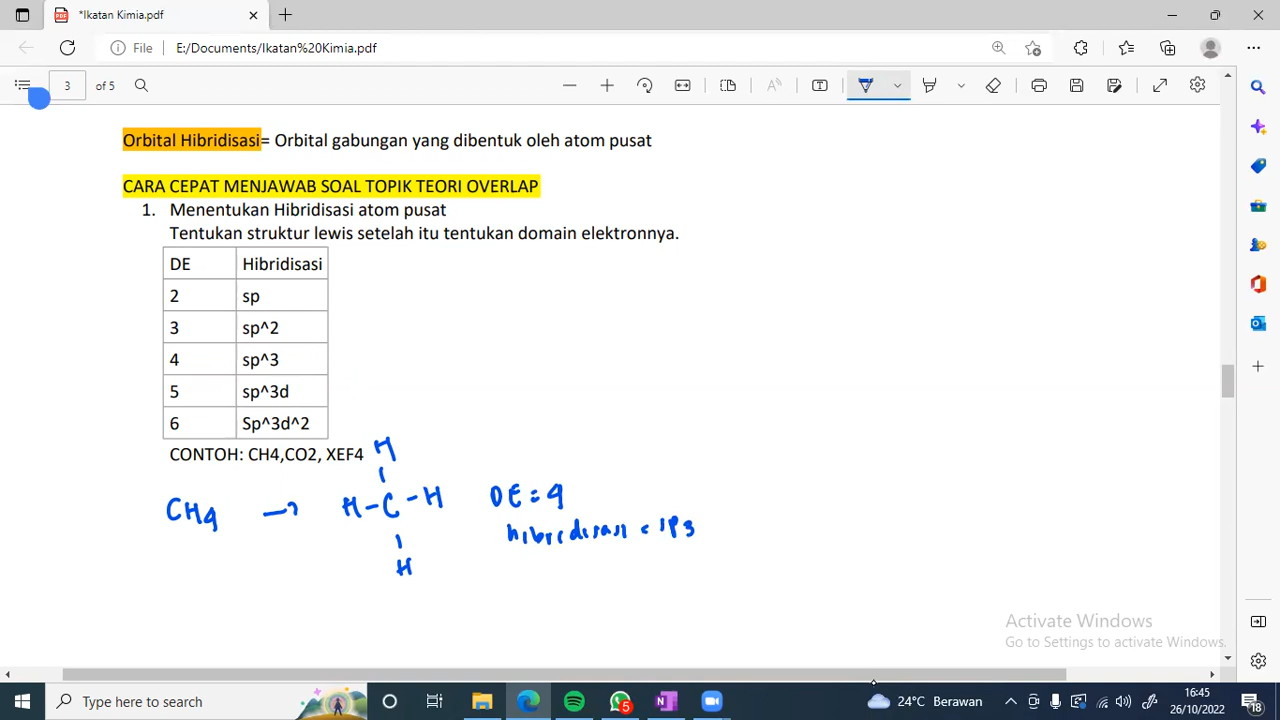 *Ikatan Kimia.pdf
File E:/Documents/Ikatan%20Kimia.pdf
3 of 5
Orbital Hibridisasi= Orbital gabungan yang dibentuk oleh atom pusat
CARA CEPAT MENJAWAB SOAL TOPIK TEORI OVERLAP
1. Menentukan Hibridisasi atom pusat
Tentukan struktur lewis setelah itu tentukan domain elektronnya.
DE Hibridisasi
2 sp
3 sp^2
4 sp^3
5 sp^3d
6 Sp^3d^2
CONTOH: CH4,CO2, XEF4
H
CH4 → H-C-H DE = 4
hibridisasi = sp3
H
Activate Windows
Go to Settings to activate Windows.
Type here to search
5
24°C Berawan
16:45
26/10/2022
18